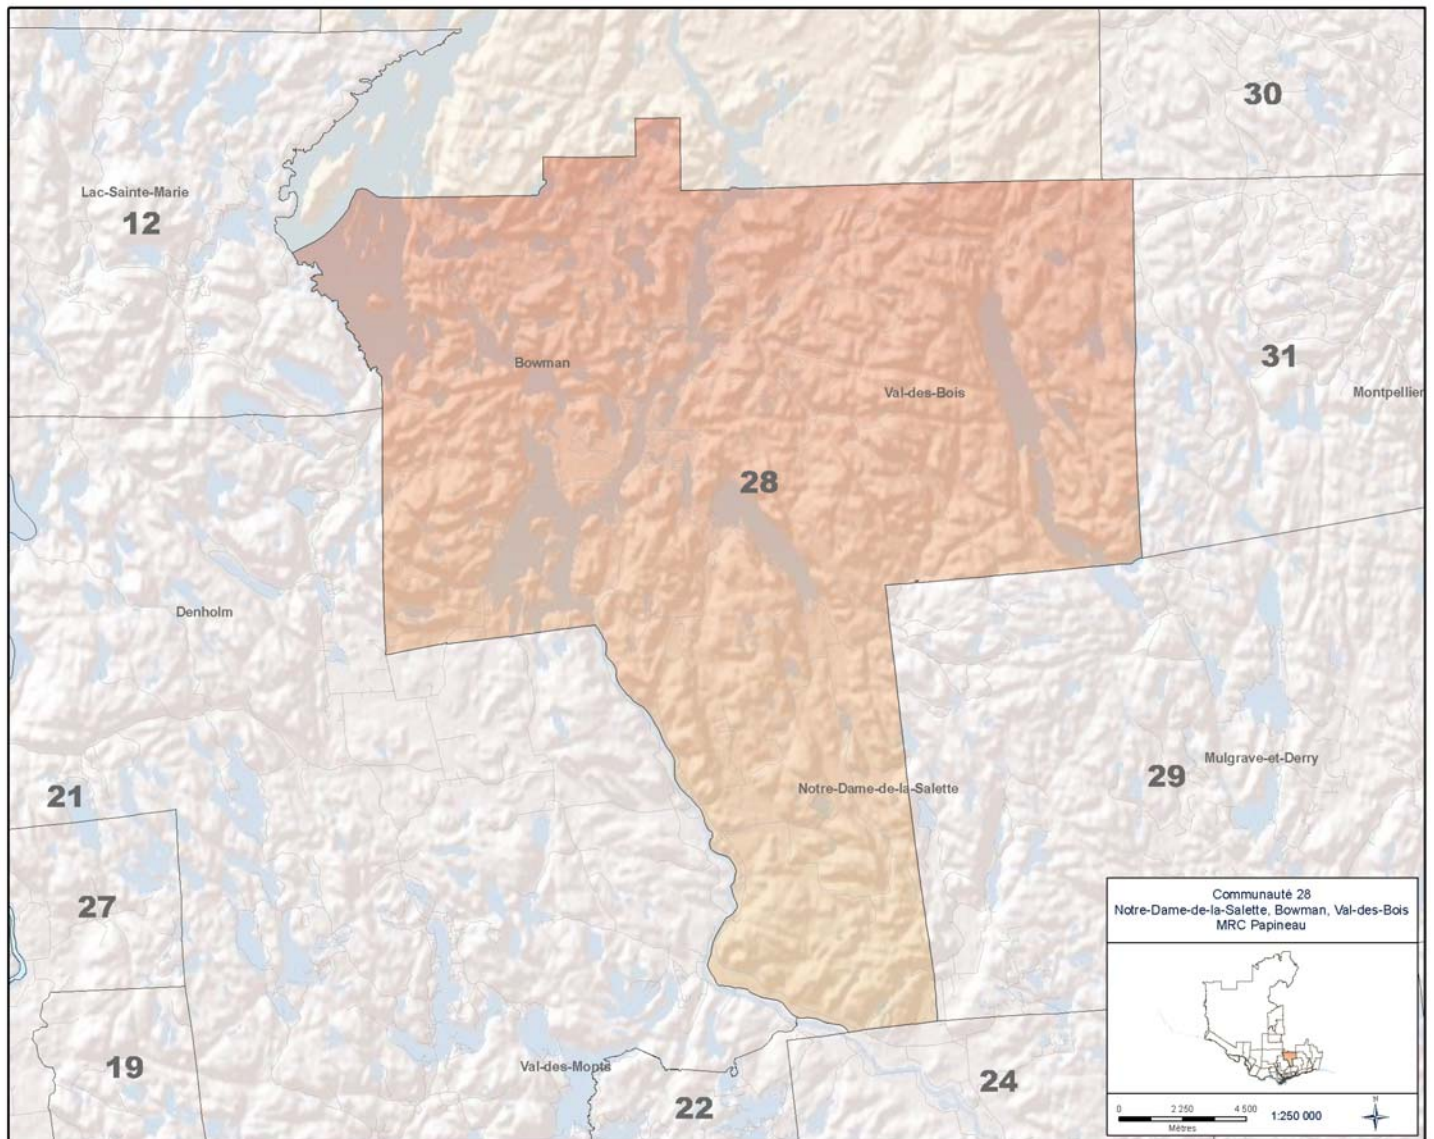 30
Lac-Sainte-Marie
12
31
Bowman
Val-des-Bois
Montpellier
28
Denholm
Mulgrave-et-Derry
29
Notre-Dame-de-la-Salette
21
27
Communauté 28
Notre-Dame-de-la-Salette, Bowman, Val-des-Bois
MRC Papineau
19
Val-des-Monts
22
24
0 2 250 4 500
Mètres
1:250 000
N